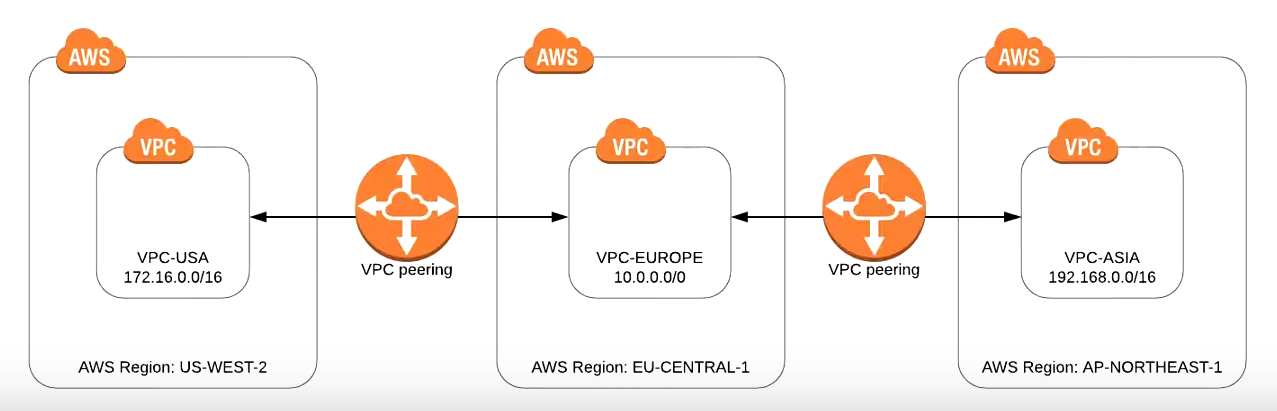 AWS
AWS
AWS
VPC
VPC
VPC
VPC-USA
172.16.0.0/16
VPC peering
VPC-EUROPE
10.0.0.0/0
VPC peering
VPC-ASIA
192.168.0.0/16
AWS Region: US-WEST-2
AWS Region: EU-CENTRAL-1
AWS Region: AP-NORTHEAST-1